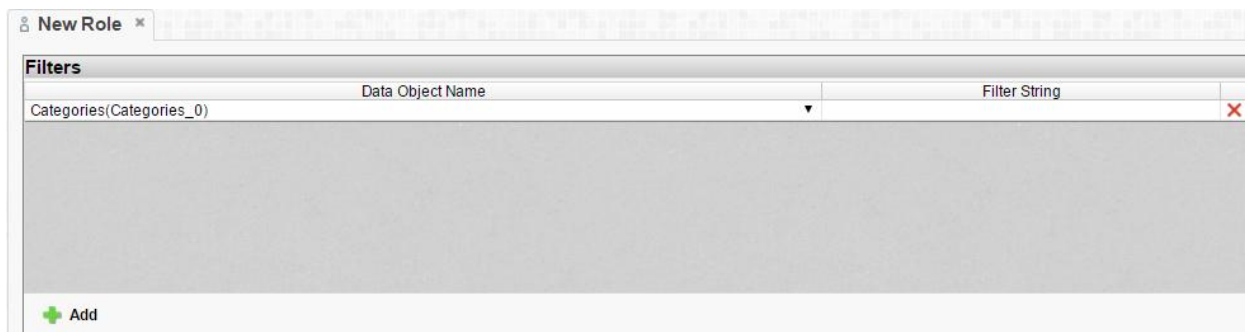 New Role
Filters
Data Object Name Filter String
Categories(Categories_0)
Add